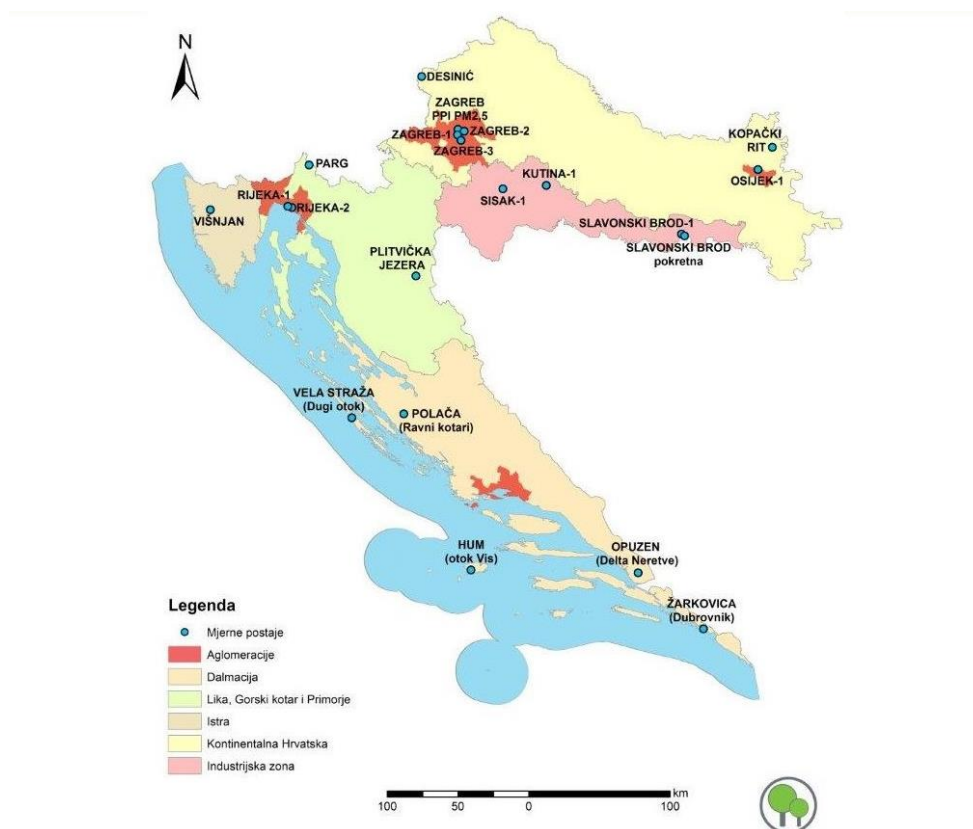 N
DESINIĆ
ZAGREB
PPI PM2,5
ZAGREB-1
ZAGREB-2
ZAGREB-3
KOPAČKI
RIT
OSIJEK-1
PARG
KUTINA-1
SISAK-1
RIJEKA-1
RIJEKA-2
VIŠNJAN
SLAVONSKI BROD-1
SLAVONSKI BROD
pokretna
PLITVIČKA
JEZERA
VELA STRAŽA
(Dugi otok)
POLAČA
(Ravni kotari)
HUM
(otok Vis)
OPUZEN
(Delta Neretve)
ŽARKOVICA
(Dubrovnik)
Legenda
Mjerne postaje
Aglomeracije
Dalmacija
Lika, Gorski kotar i Primorje
Istra
Kontinentalna Hrvatska
Industrijska zona
km
100 50 0 100